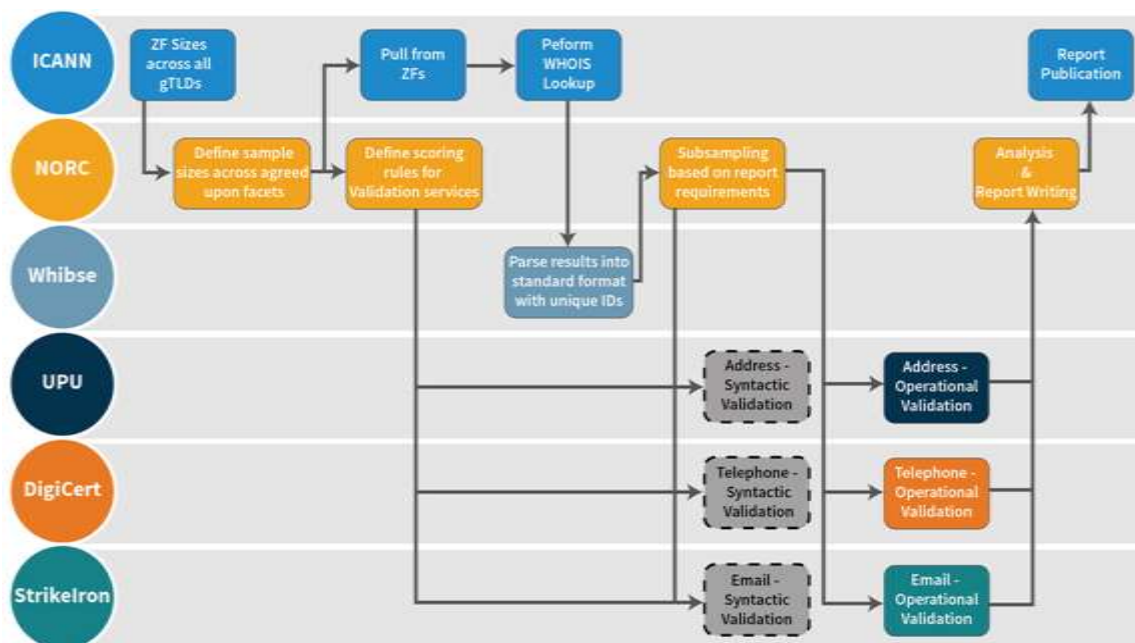 ICANN
ZF Sizes
across all
gTLDs
Pull from
ZFs
Peform
WHOIS
Lookup
Report
Publication
NORC
Define sample
sizes across agreed
upon facets
Define scoring
rules for
Validation services
Subsampling
based on report
requirements
Analysis
&
Report Writing
Whibse
Parse results into
standard format
with unique IDs
UPU
Address -
Syntactic
Validation
Address -
Operational
Validation
DigiCert
Telephone -
Syntactic
Validation
Telephone -
Operational
Validation
StrikeIron
Email -
Syntactic
Validation
Email -
Operational
Validation